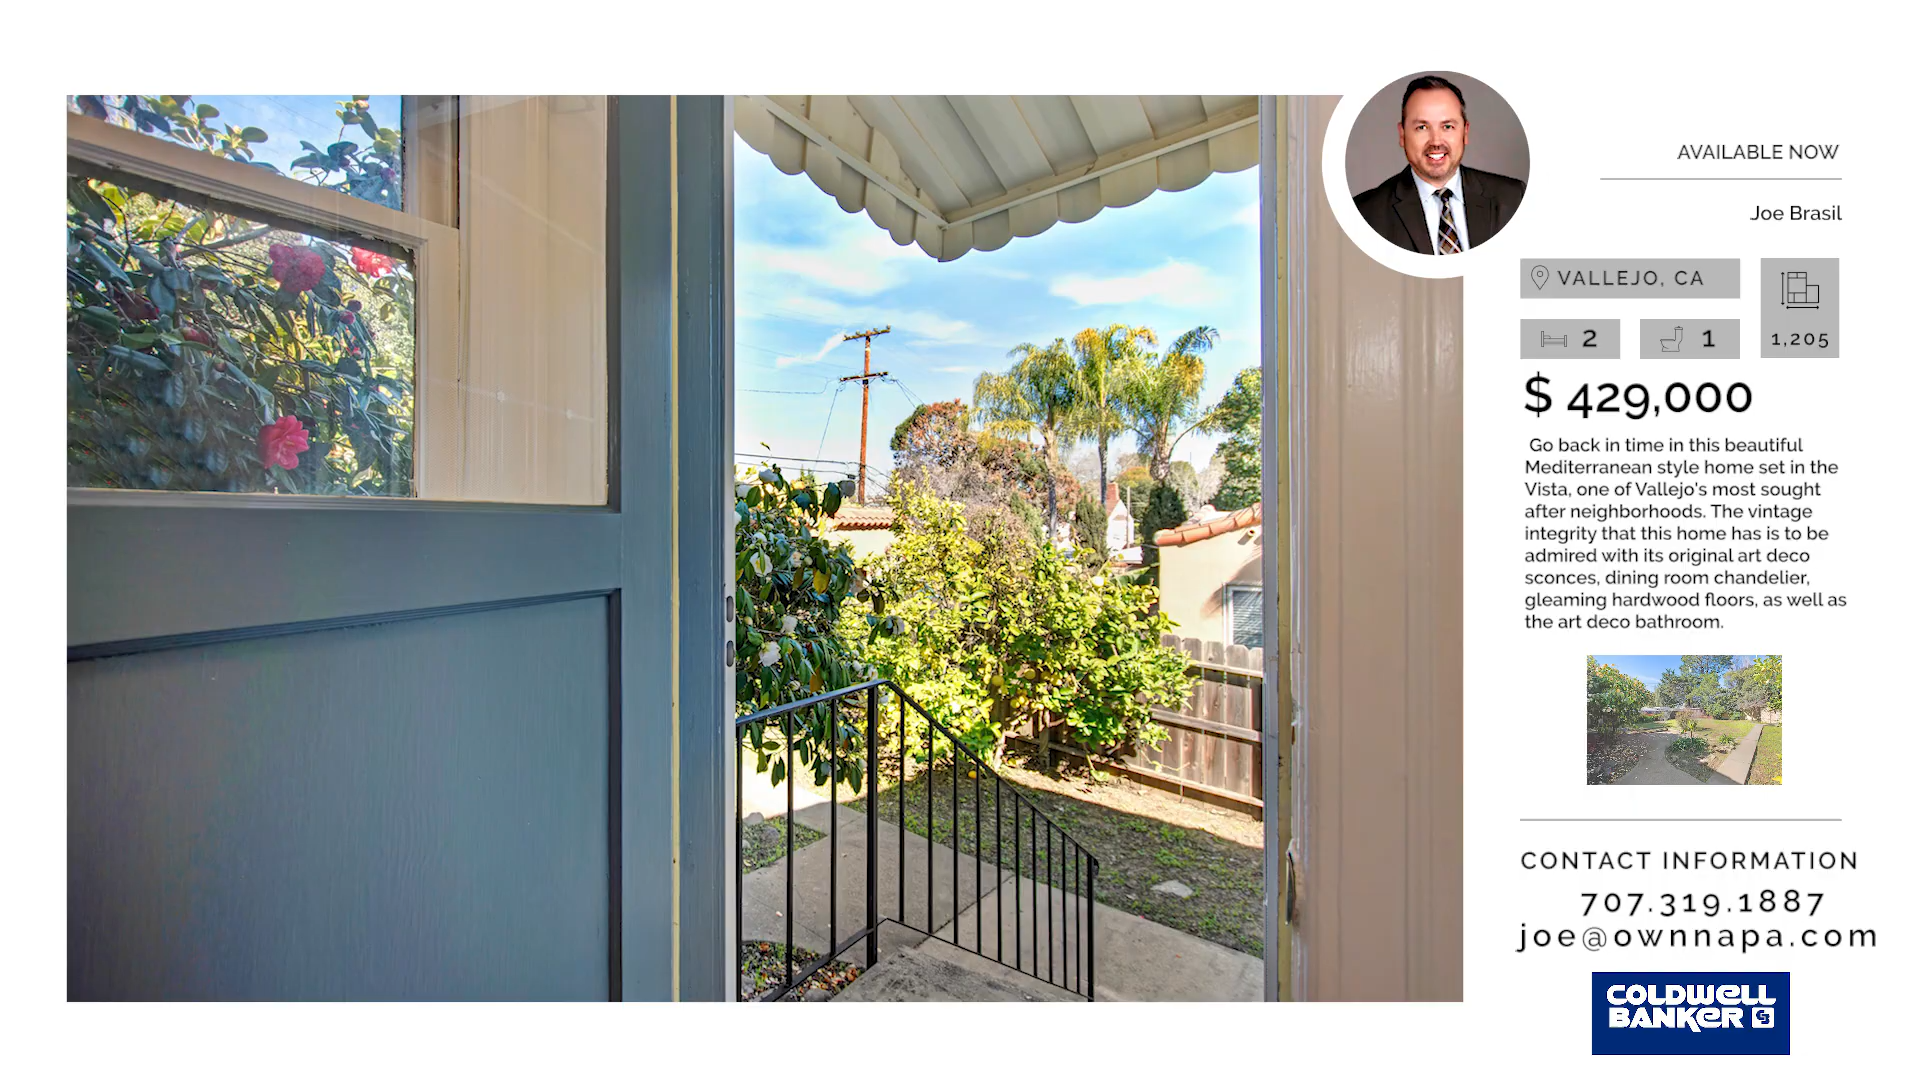 AVAILABLE NOW
Joe Brasil
VALLEJO, CA
2
1
1,205
$ 429,000
Go back in time in this beautiful
Mediterranean style home set in the
Vista, one of Vallejo's most sought
after neighborhoods. The vintage
integrity that this home has is to be
admired with its original art deco
sconces, dining room chandelier,
gleaming hardwood floors, as well as
the art deco bathroom.
CONTACT INFORMATION
707.319.1887
joe@ownnapa.com
COLDWELL
BANKER CB